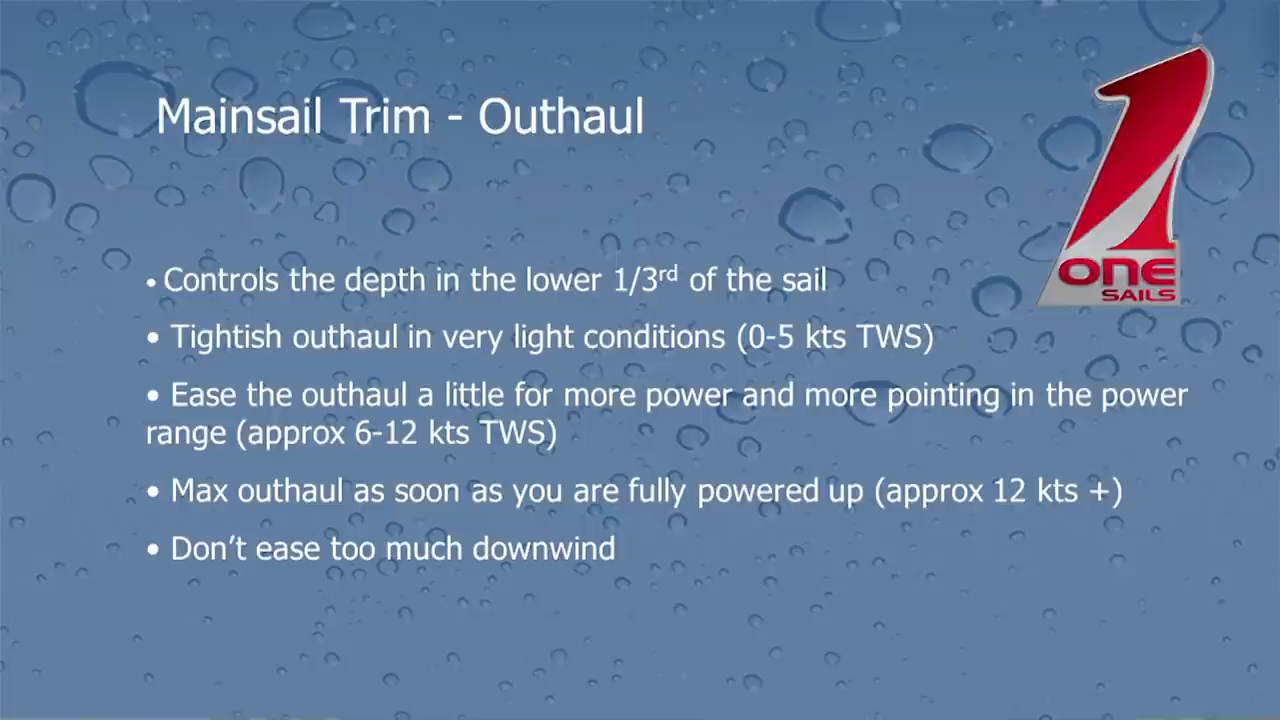 Mainsail Trim - Outhaul
ONE
SAILS
• Controls the depth in the lower 1/3rd of the sail
• Tightish outhaul in very light conditions (0-5 kts TWS)
• Ease the outhaul a little for more power and more pointing in the power
range (approx 6-12 kts TWS)
• Max outhaul as soon as you are fully powered up (approx 12 kts +)
• Don’t ease too much downwind